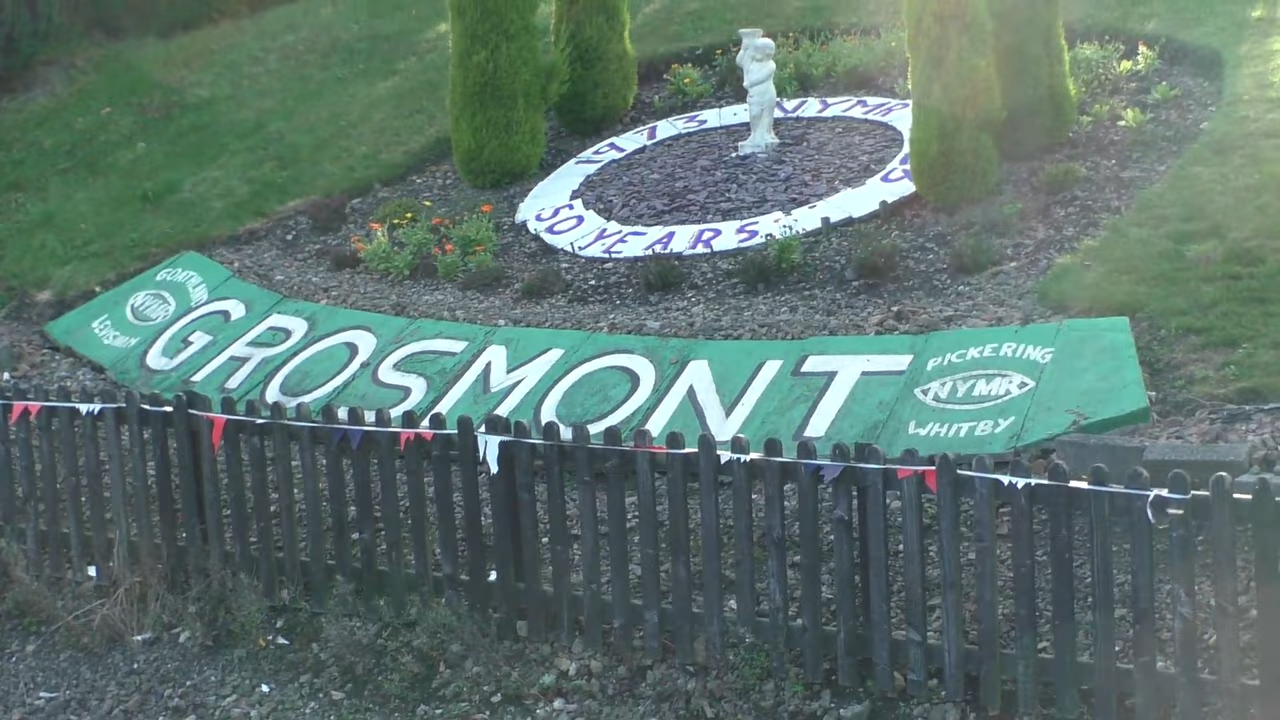 1973 NYMR
50 YEARS
GOATHLAND
NYMR
LEVISHAM
GROSMONT
PICKERING
NYMR
WHITBY